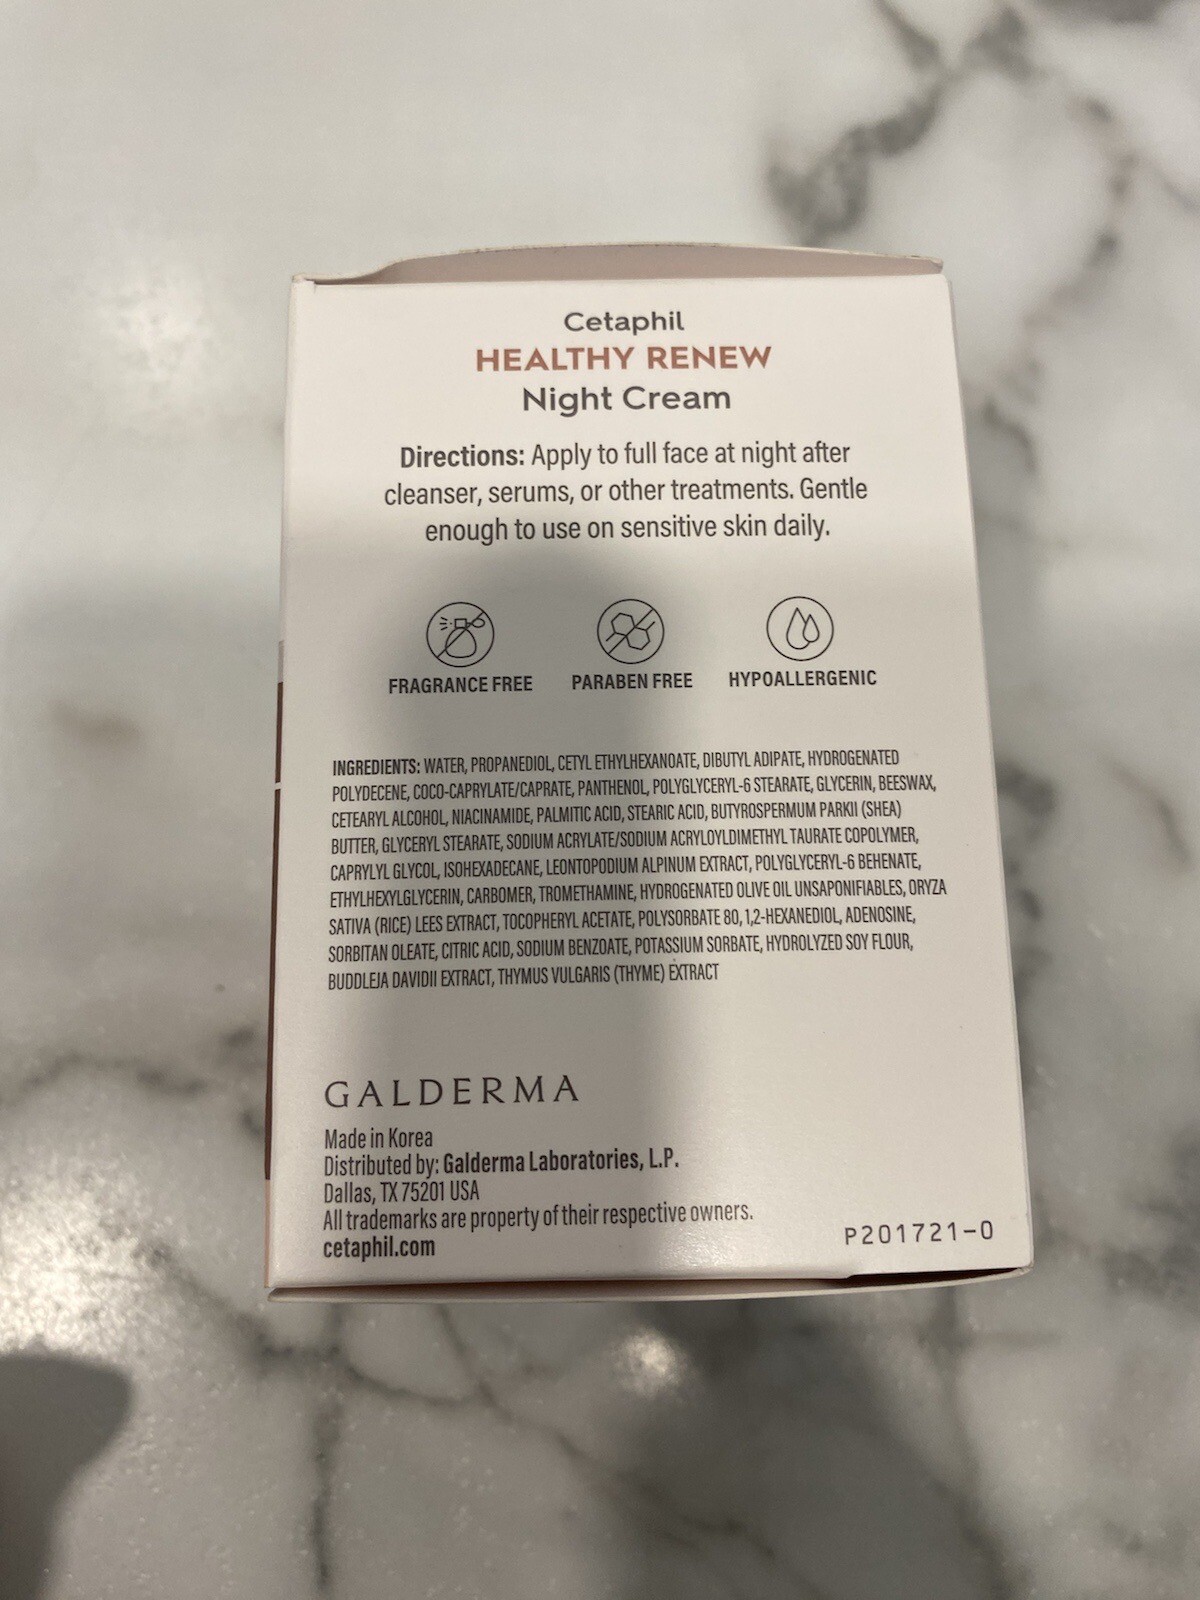 Cetaphil
HEALTHY RENEW
Night Cream
Directions: Apply to full face at night after
cleanser, serums, or other treatments. Gentle
enough to use on sensitive skin daily.
FRAGRANCE FREE
PARABEN FREE
HYPOALLERGENIC
INGREDIENTS: WATER, PROPANEDIOL, CETYL ETHYLHEXANOATE, DIBUTYL ADIPATE, HYDROGENATED
POLYDECENE, COCO-CAPRYLATE/CAPRATE, PANTHENOL, POLYGLYCERYL-6 STEARATE, GLYCERIN, BEESWAX,
CETEARYL ALCOHOL, NIACINAMIDE, PALMITIC ACID, STEARIC ACID, BUTYROSPERMUM PARKII (SHEA)
BUTTER, GLYCERYL STEARATE, SODIUM ACRYLATE/SODIUM ACRYLOYLDIMETHYL TAURATE COPOLYMER,
CAPRYLYL GLYCOL, ISOHEXADECANE, LEONTOPODIUM ALPINUM EXTRACT, POLYGLYCERYL-6 BEHENATE,
ETHYLHEXYLGLYCERIN, CARBOMER, TROMETHAMINE, HYDROGENATED OLIVE OIL UNSAPONIFIABLES, ORYZA
SATIVA (RICE) LEES EXTRACT, TOCOPHERYL ACETATE, POLYSORBATE 80, 1,2-HEXANEDIOL, ADENOSINE,
SORBITAN OLEATE, CITRIC ACID, SODIUM BENZOATE, POTASSIUM SORBATE, HYDROLYZED SOY FLOUR,
BUDDLEJA DAVIDII EXTRACT, THYMUS VULGARIS (THYME) EXTRACT
GALDERMA
Made in Korea
Distributed by: Galderma Laboratories, L.P.
Dallas, TX 75201 USA
All trademarks are property of their respective owners.
cetaphil.com
P201721-0